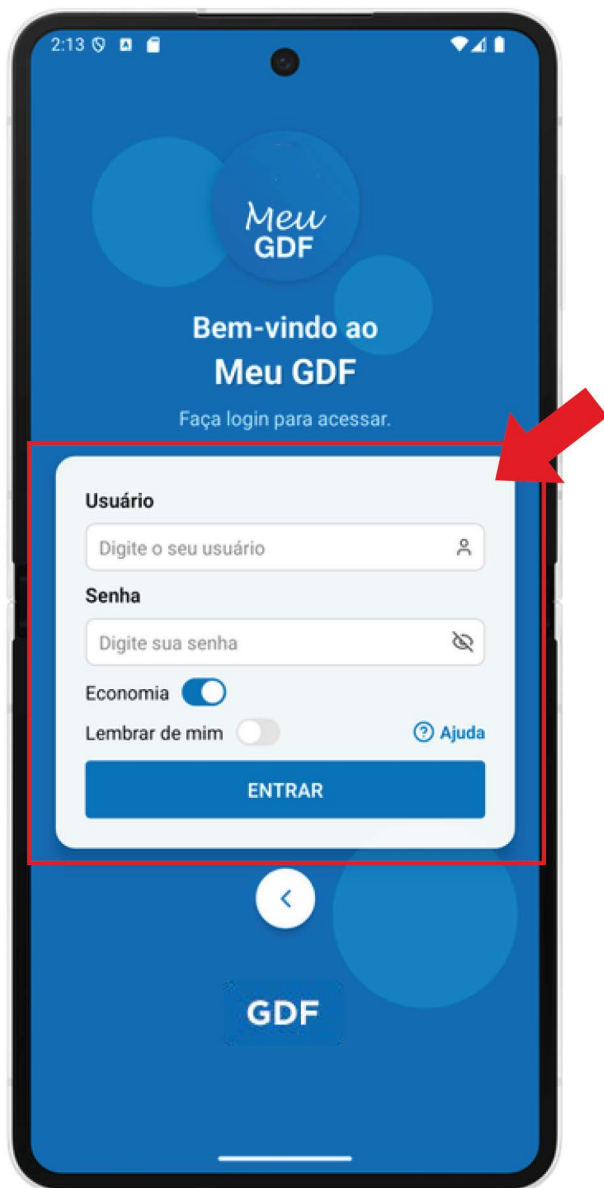 2:13
Meu
GDF
Bem-vindo ao
Meu GDF
Faça login para acessar.
Usuário
Digite o seu usuário
Senha
Digite sua senha
Economia
Lembrar de mim
Ajuda
ENTRAR
GDF